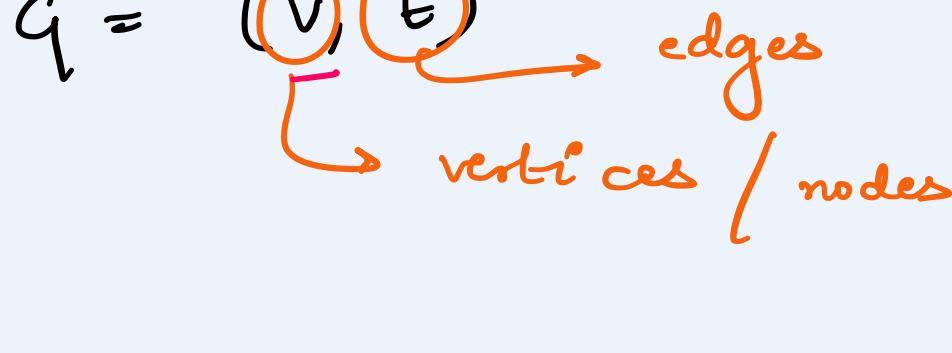 G = (V, E)
edges
vertices / nodes